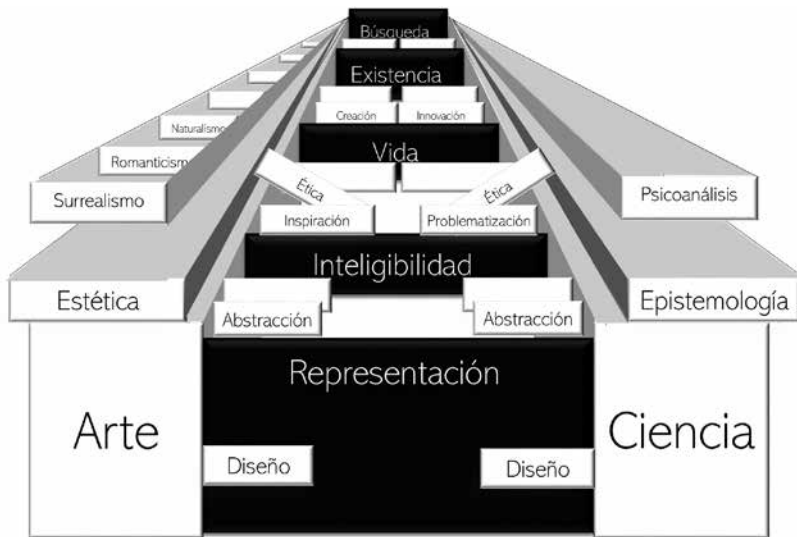 Búsqueda
Existencia
Creación
Innovación
Naturalismo
Vida
Romanticismo
Ética
Ética
Surrealismo
Psicoanálisis
Inspiración
Problematización
Inteligibilidad
Estética
Epistemología
Abstracción
Abstracción
Representación
Arte
Ciencia
Diseño
Diseño